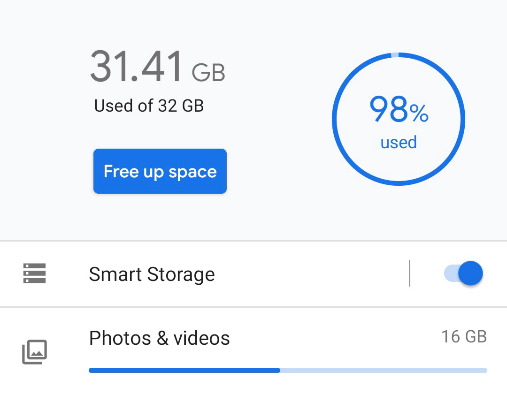 31.41 GB
Used of 32 GB
98%
used
Free up space
Smart Storage
Photos & videos
16 GB